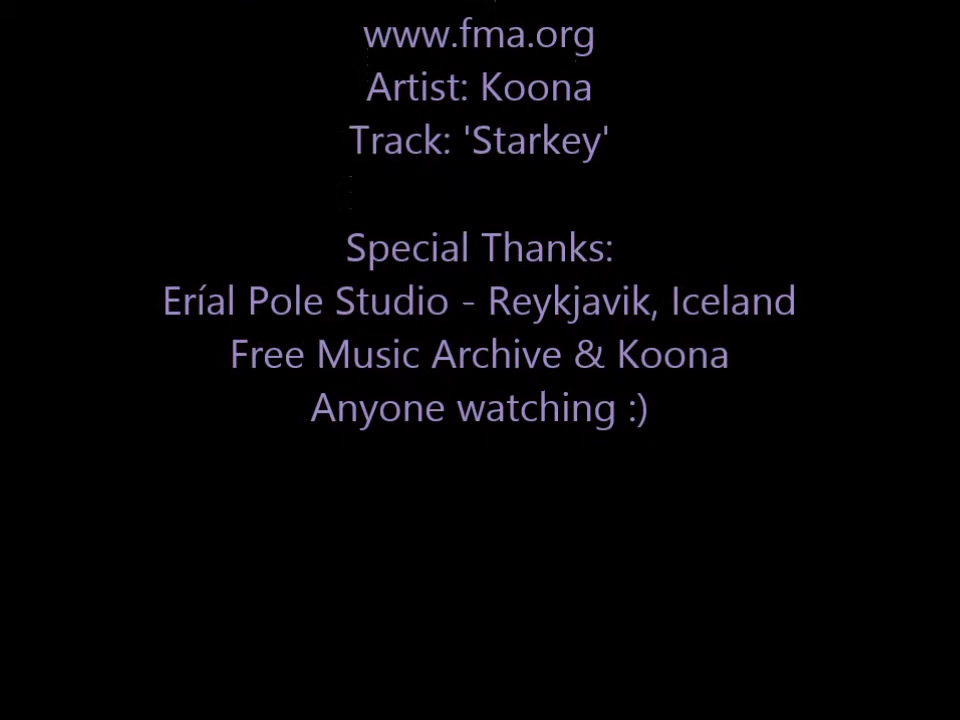 www.fma.org
Artist: Koona
Track: 'Starkey'
Special Thanks:
Eríal Pole Studio - Reykjavik, Iceland
Free Music Archive & Koona
Anyone watching :)